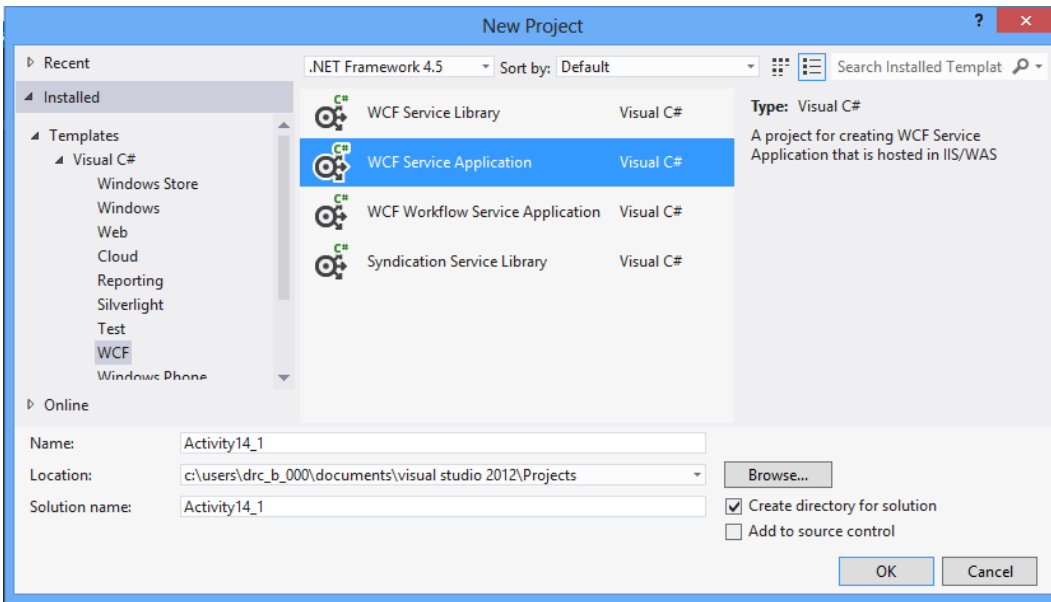 New Project
? ×
Recent
.NET Framework 4.5 Sort by: Default Search Installed Templat
Installed
Templates
Visual C#
Windows Store
Windows
Web
Cloud
Reporting
Silverlight
Test
WCF
Windows Phone
Online
C# WCF Service Library Visual C#
C# WCF Service Application Visual C#
C# WCF Workflow Service Application Visual C#
C# Syndication Service Library Visual C#
Type: Visual C#
A project for creating WCF Service
Application that is hosted in IIS/WAS
Name: Activity14_1
Location: c:\users\drc_b_000\documents\visual studio 2012\Projects Browse...
Solution name: Activity14_1
Create directory for solution
Add to source control
OK Cancel